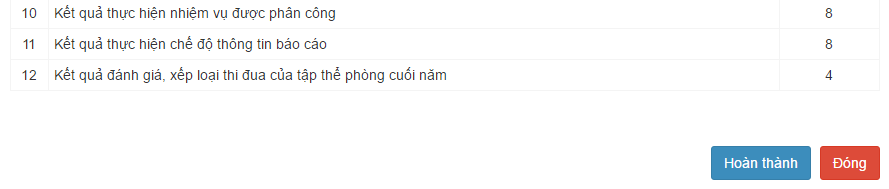 10 Kết quả thực hiện nhiệm vụ được phân công 8
11 Kết quả thực hiện chế độ thông tin báo cáo 8
12 Kết quả đánh giá, xếp loại thi đua của tập thể phòng cuối năm 4
Hoàn thành Đóng